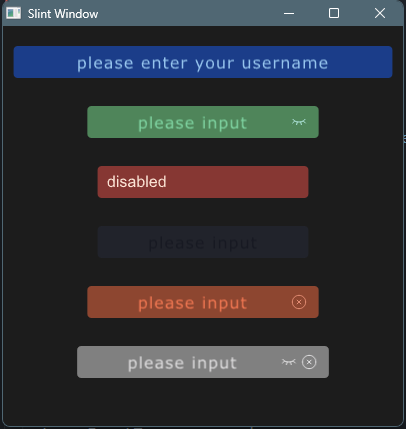 Slint Window
please enter your username
please input
disabled
please input
please input
please input